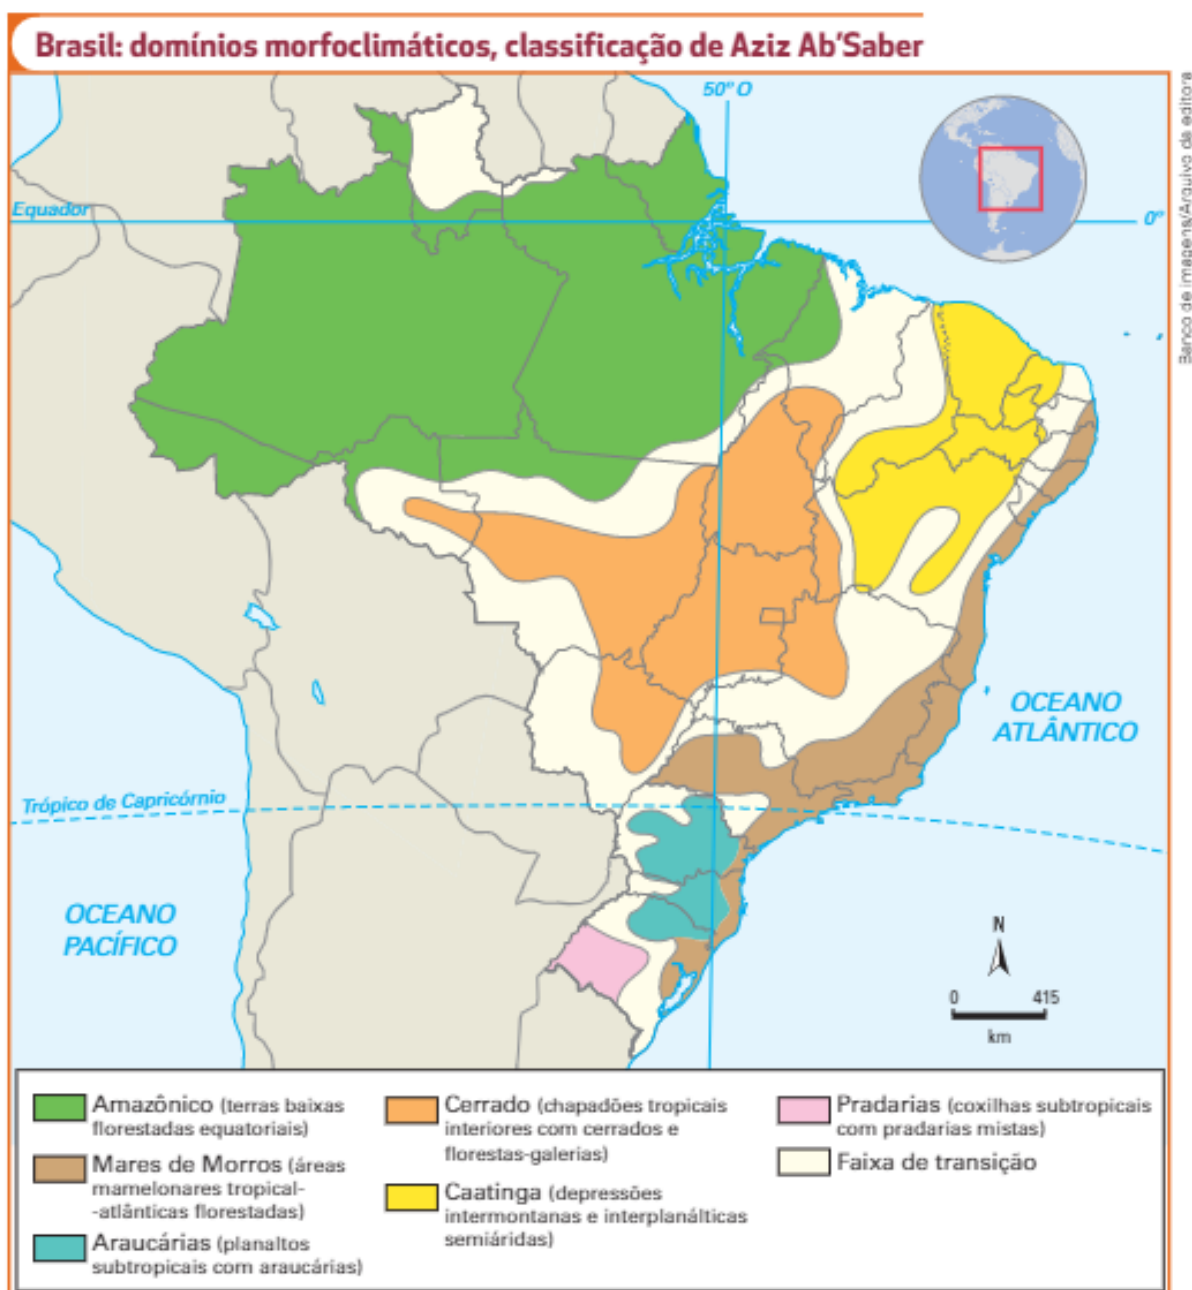 Brasil: domínios morfoclimáticos, classificação de Aziz Ab'Saber
Banco de imagens/Arquivo da editora
50º O
Equador
0º
OCEANO
ATLÂNTICO
Trópico de Capricórnio
OCEANO
PACÍFICO
N
0 415
km
Amazônico (terras baixas
florestadas equatoriais)
Mares de Morros (áreas
mamelonares tropical-
-atlânticas florestadas)
Araucárias (planaltos
subtropicais com araucárias)
Cerrado (chapadões tropicais
interiores com cerrados e
florestas-galerias)
Caatinga (depressões
intermontanas e interplanálticas
semiáridas)
Pradarias (coxilhas subtropicais
com pradarias mistas)
Faixa de transição